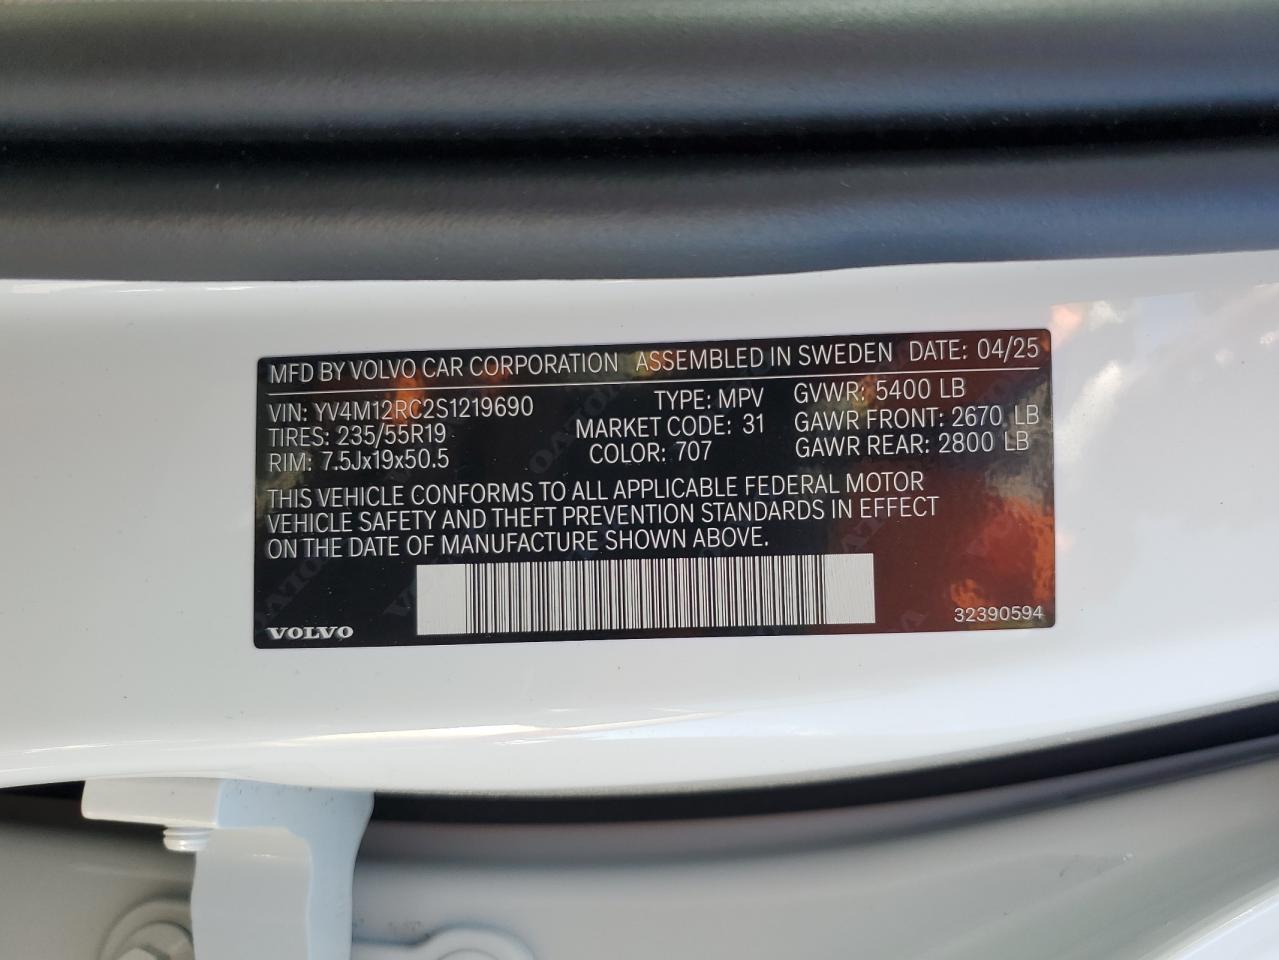 MFD BY VOLVO CAR CORPORATION ASSEMBLED IN SWEDEN DATE: 04/25
VIN: YV4M12RC2S1219690 TYPE: MPV GVWR: 5400 LB
TIRES: 235/55R19 MARKET CODE: 31 GAWR FRONT: 2670 LB
RIM: 7.5Jx19x50.5 COLOR: 707 GAWR REAR: 2800 LB
THIS VEHICLE CONFORMS TO ALL APPLICABLE FEDERAL MOTOR
VEHICLE SAFETY AND THEFT PREVENTION STANDARDS IN EFFECT
ON THE DATE OF MANUFACTURE SHOWN ABOVE.
VOLVO 32390594